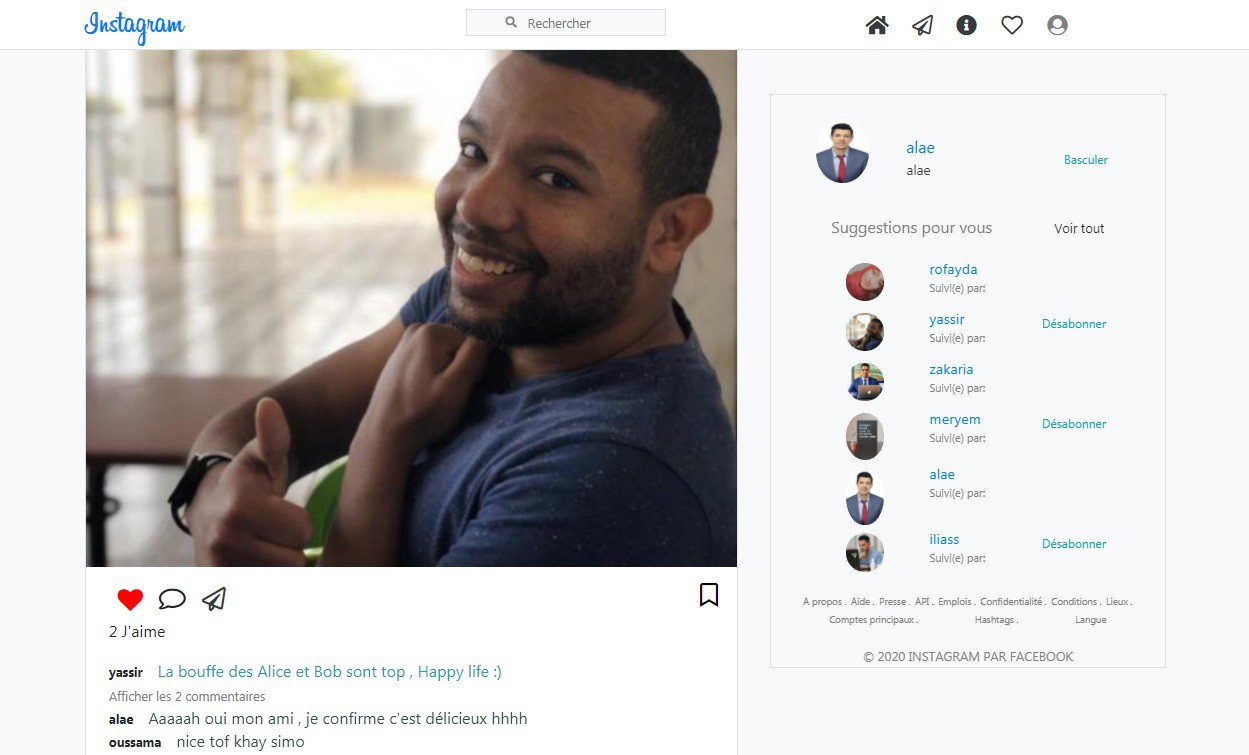 Instagram
Rechercher
2 J'aime
yassir La bouffe des Alice et Bob sont top , Happy life :)
Afficher les 2 commentaires
alae Aaaaah oui mon ami , je confirme c'est délicieux hhhh
oussama nice tof khay simo
alae
alae
Basculer
Suggestions pour vous Voir tout
rofayda
Suivi(e) par:
yassir
Suivi(e) par:
Désabonner
zakaria
Suivi(e) par:
meryem
Suivi(e) par:
Désabonner
alae
Suivi(e) par:
iliass
Suivi(e) par:
Désabonner
A propos . Aide . Presse . API . Emplois . Confidentialité . Conditions . Lieux .
Comptes principaux . Hashtags . Langue
© 2020 INSTAGRAM PAR FACEBOOK